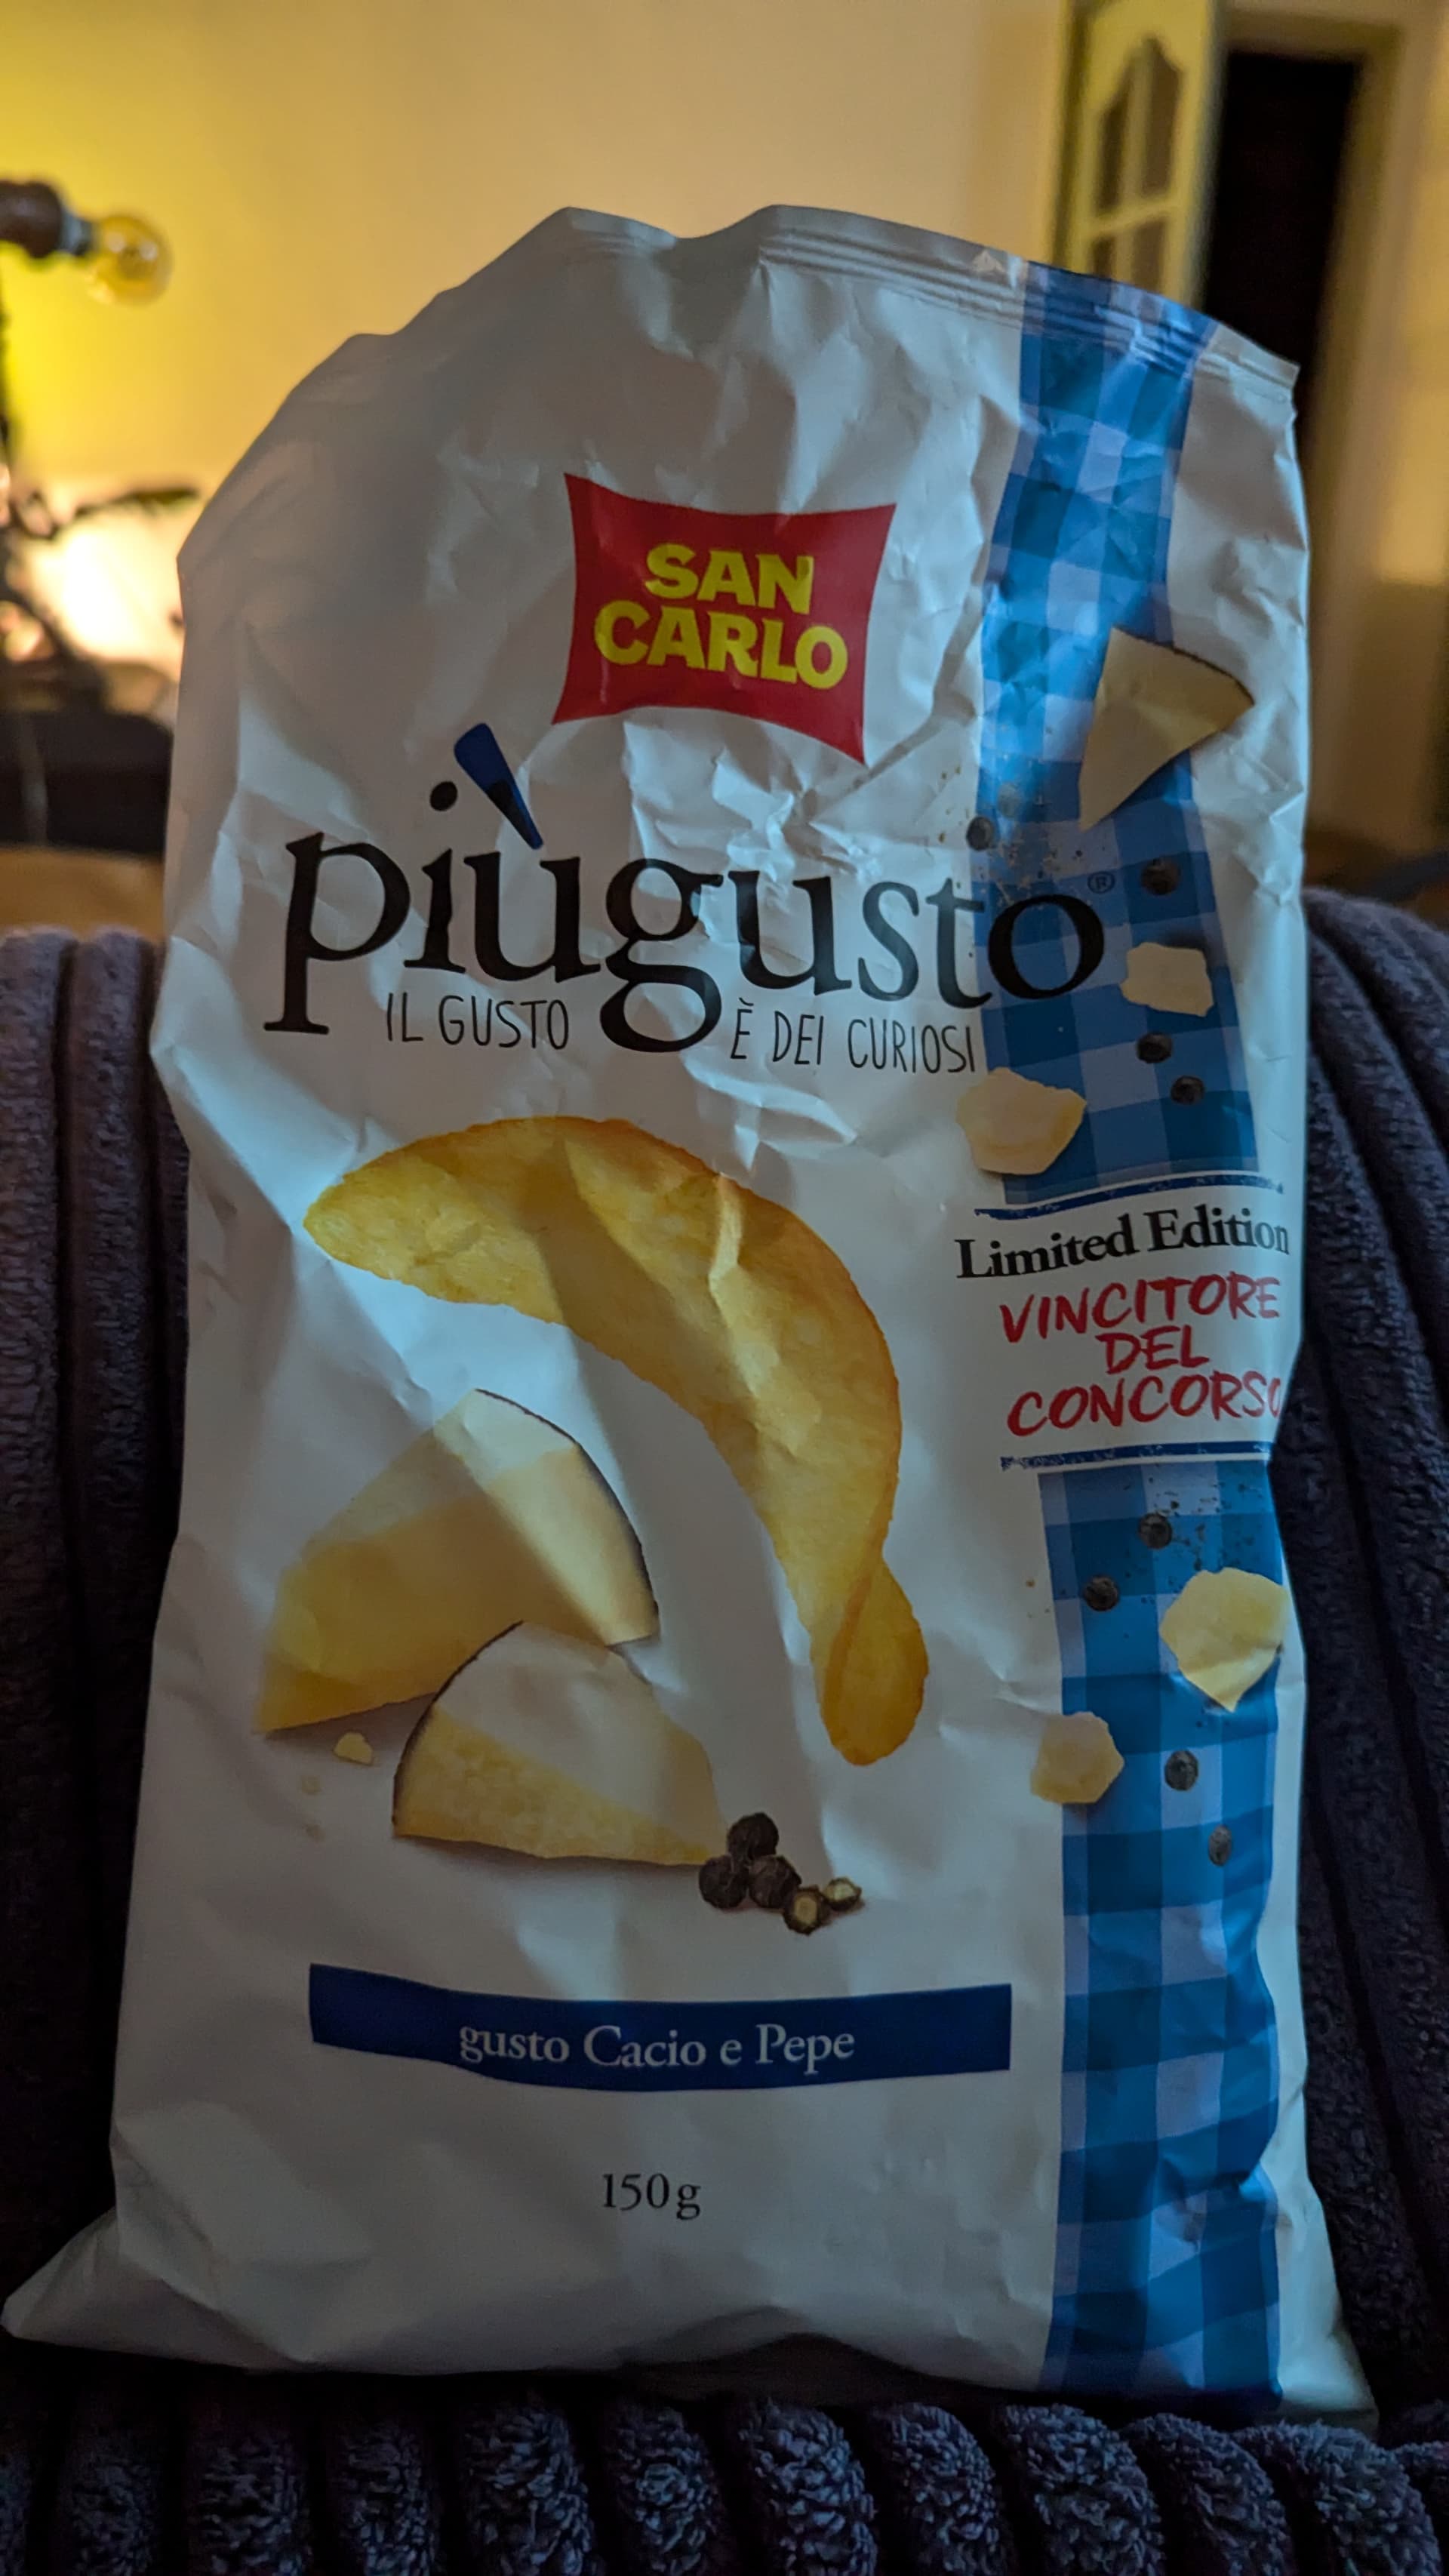 SAN
CARLO
piùgusto®
IL GUSTO È DEI CURIOSI
Limited Edition
VINCITORE
DEL
CONCORSO
gusto Cacio e Pepe
150g